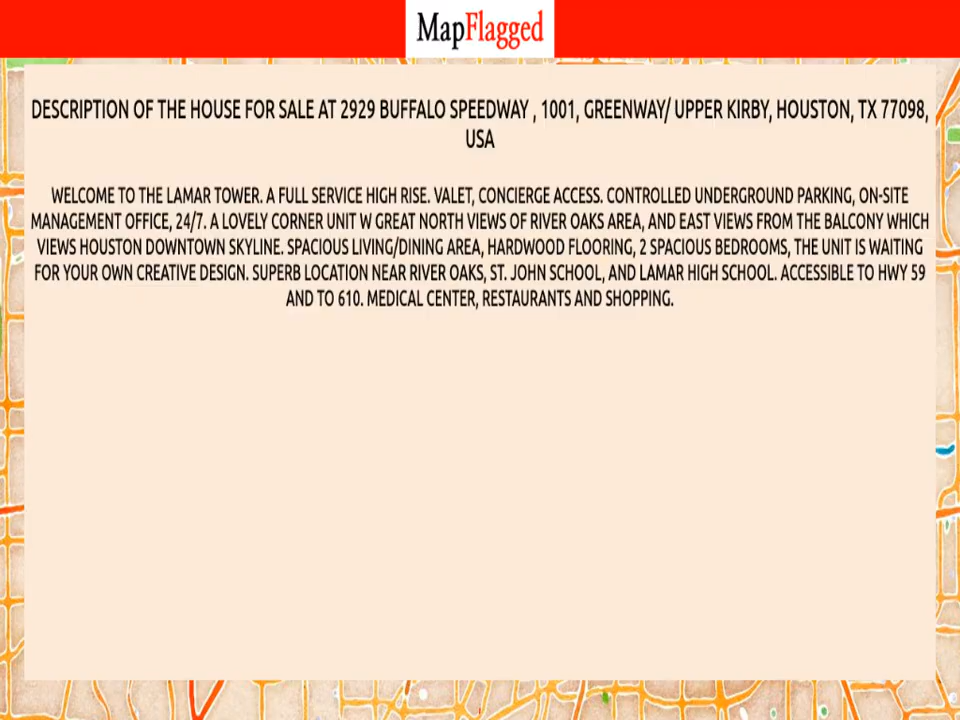 MapFlagged
DESCRIPTION OF THE HOUSE FOR SALE AT 2929 BUFFALO SPEEDWAY , 1001, GREENWAY/ UPPER KIRBY, HOUSTON, TX 77098,
USA
WELCOME TO THE LAMAR TOWER. A FULL SERVICE HIGH RISE. VALET, CONCIERGE ACCESS. CONTROLLED UNDERGROUND PARKING, ON-SITE
MANAGEMENT OFFICE, 24/7. A LOVELY CORNER UNIT W GREAT NORTH VIEWS OF RIVER OAKS AREA, AND EAST VIEWS FROM THE BALCONY WHICH
VIEWS HOUSTON DOWNTOWN SKYLINE. SPACIOUS LIVING/DINING AREA, HARDWOOD FLOORING, 2 SPACIOUS BEDROOMS, THE UNIT IS WAITING
FOR YOUR OWN CREATIVE DESIGN. SUPERB LOCATION NEAR RIVER OAKS, ST. JOHN SCHOOL, AND LAMAR HIGH SCHOOL. ACCESSIBLE TO HWY 59
AND TO 610. MEDICAL CENTER, RESTAURANTS AND SHOPPING.